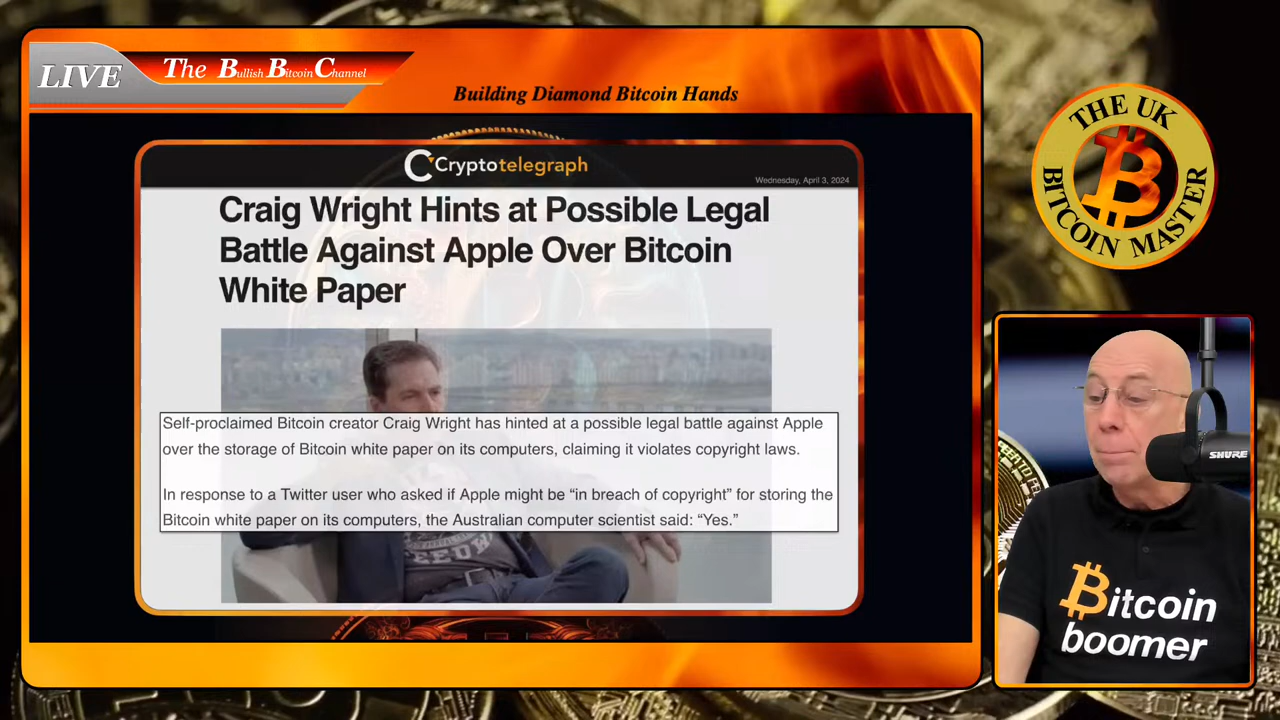 LIVE
The Bullish Bitcoin Channel
Building Diamond Bitcoin Hands
THE UK
BITCOIN MASTER
Cryptotelegraph
Wednesday, April 3, 2024
Craig Wright Hints at Possible Legal
Battle Against Apple Over Bitcoin
White Paper
Self-proclaimed Bitcoin creator Craig Wright has hinted at a possible legal battle against Apple
over the storage of Bitcoin white paper on its computers, claiming it violates copyright laws.
In response to a Twitter user who asked if Apple might be “in breach of copyright” for storing the
Bitcoin white paper on its computers, the Australian computer scientist said: “Yes.”
SHURE
Bitcoin
boomer